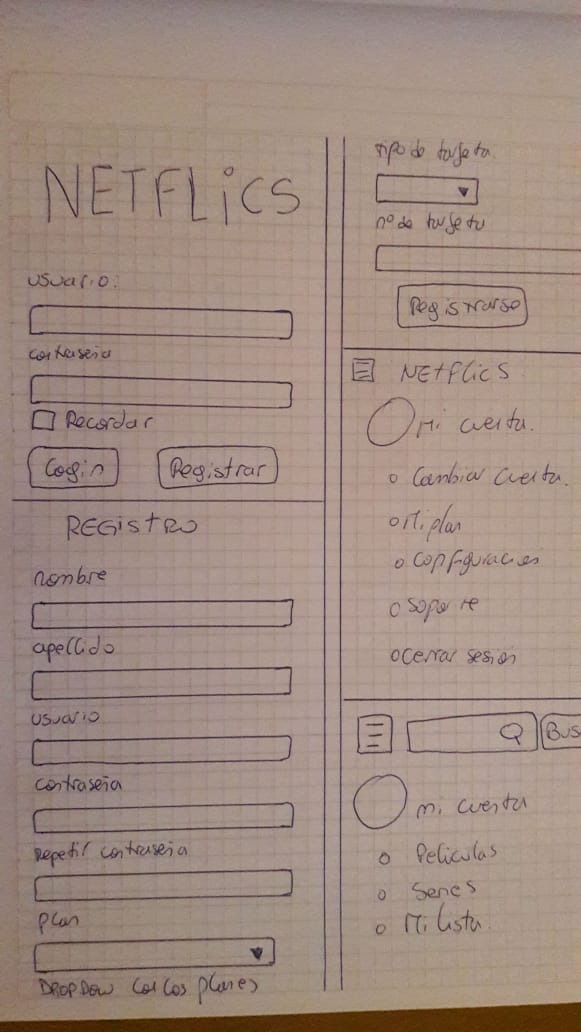 NETFLiCS
usuario:
contraseña
Recordar
Login Registrar
REGiSTRO
nombre
apellido
usuario
contraseña
Repetir contraseña
plan
DROPDOW con los planes
Tipo de tarjeta
nº de tarjeta
Registrarse
NETFLiCS
Mi cuenta.
Cambiar cuenta.
Mi plan
Configuracion
Soporte
Cerrar sesion
Bus
mi cuenta
Peliculas
Series
Mi lista.